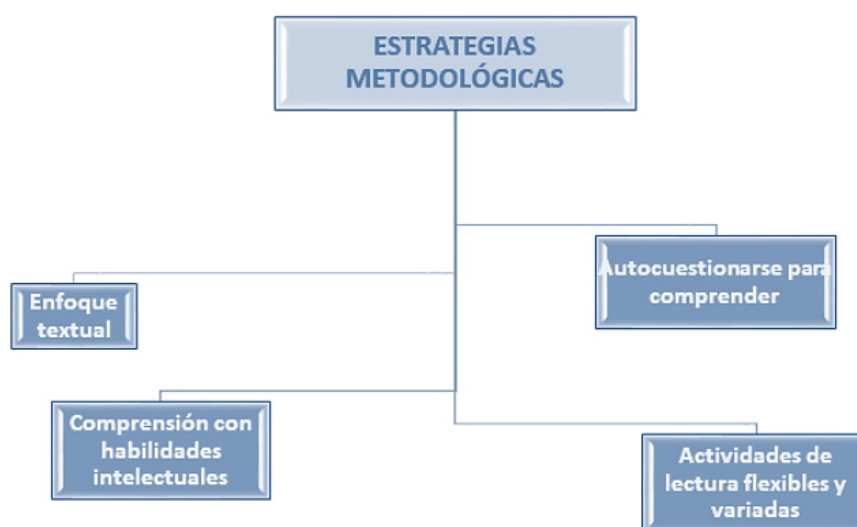 ESTRATEGIAS
METODOLÓGICAS
Autocuestionarse para
comprender
Enfoque
textual
Comprensión con
habilidades
intelectuales
Actividades de
lectura flexibles y
variadas